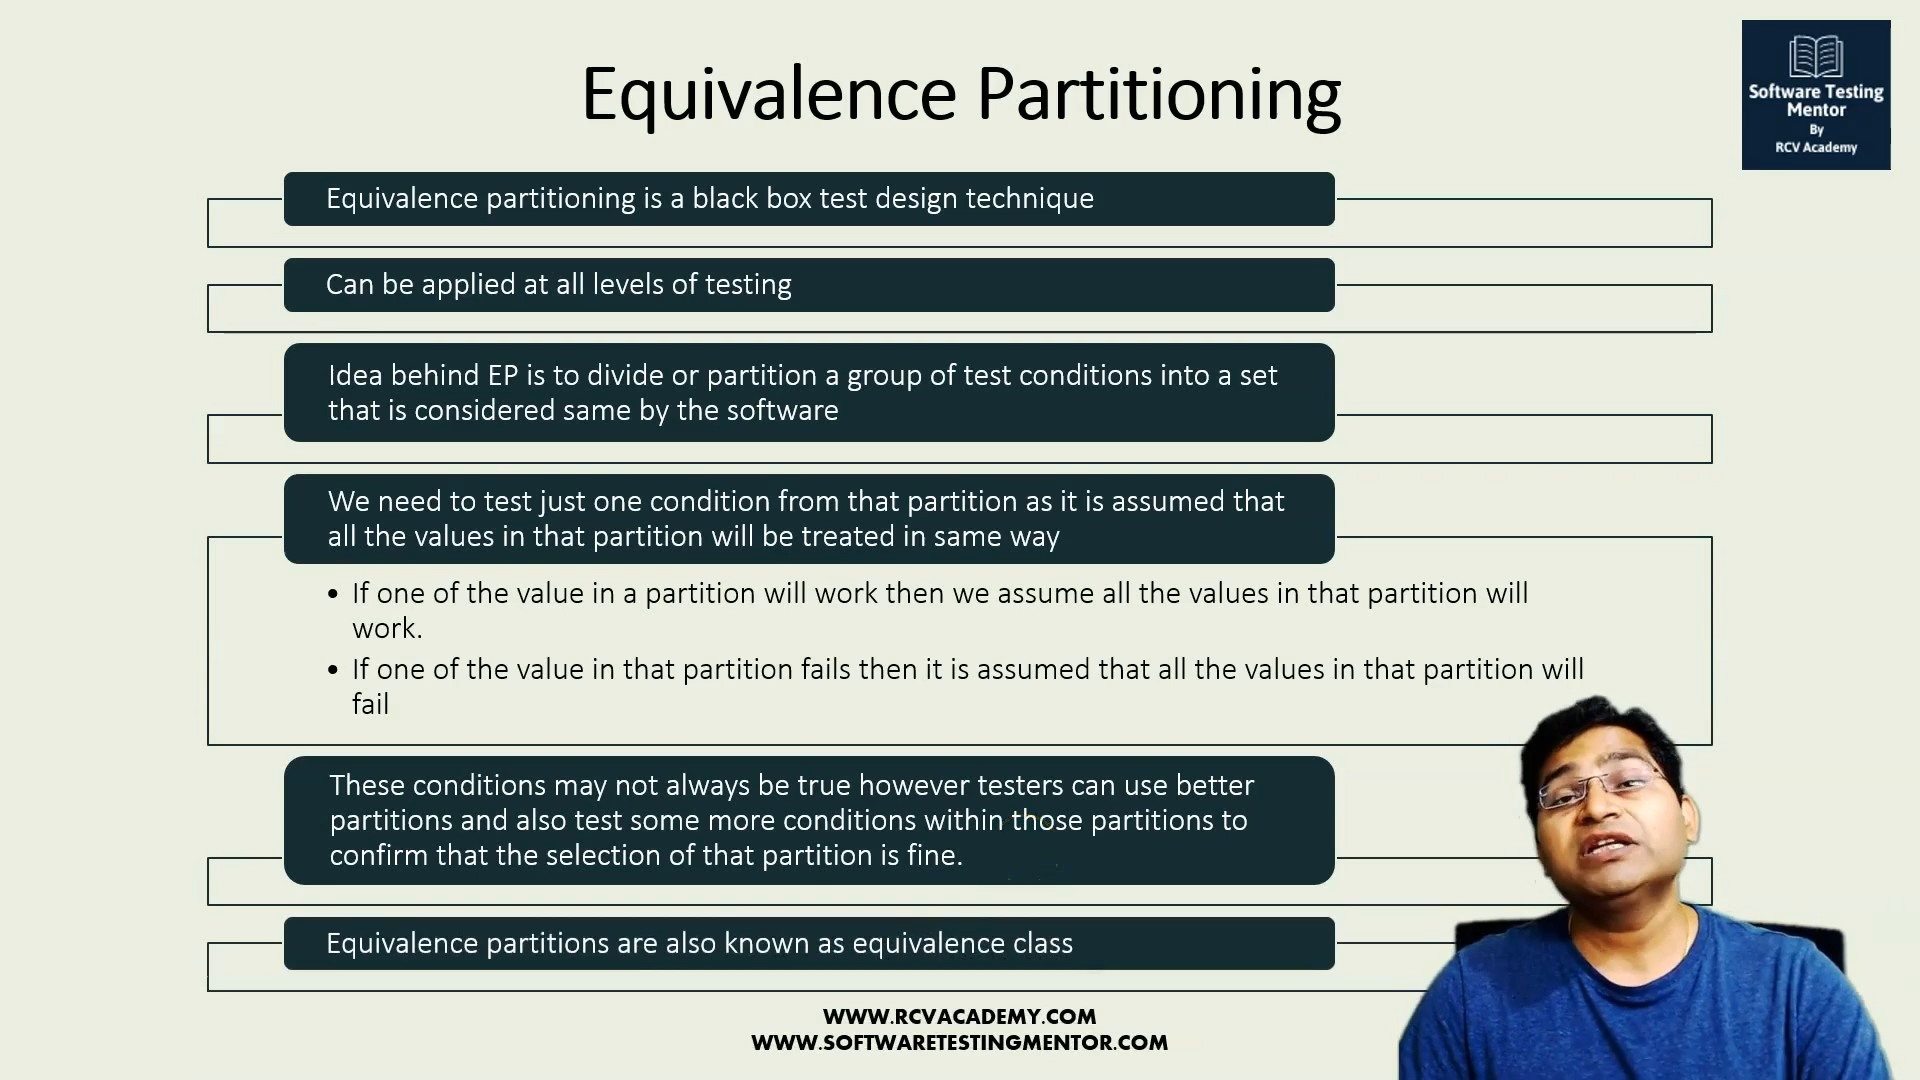 Equivalence Partitioning
Software Testing
Mentor
By
RCV Academy
Equivalence partitioning is a black box test design technique
Can be applied at all levels of testing
Idea behind EP is to divide or partition a group of test conditions into a set
that is considered same by the software
We need to test just one condition from that partition as it is assumed that
all the values in that partition will be treated in same way
• If one of the value in a partition will work then we assume all the values in that partition will
work.
• If one of the value in that partition fails then it is assumed that all the values in that partition will
fail
These conditions may not always be true however testers can use better
partitions and also test some more conditions within those partitions to
confirm that the selection of that partition is fine.
Equivalence partitions are also known as equivalence class
WWW.RCVACADEMY.COM
WWW.SOFTWARETESTINGMENTOR.COM